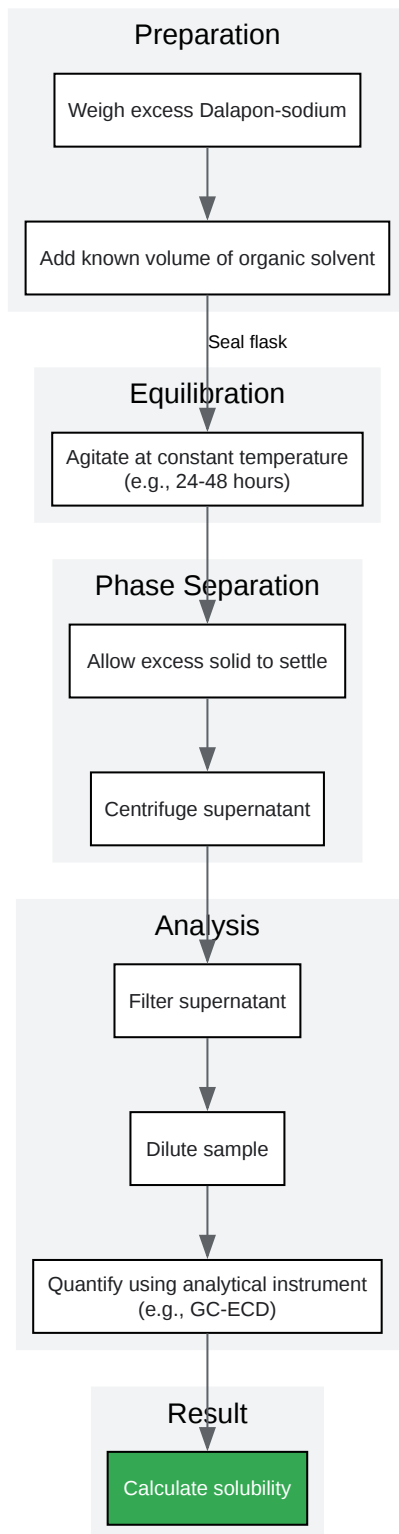 Preparation
Weigh excess Dalapon-sodium
Add known volume of organic solvent
Seal flask
Equilibration
Agitate at constant temperature
(e.g., 24-48 hours)
Phase Separation
Allow excess solid to settle
Centrifuge supernatant
Analysis
Filter supernatant
Dilute sample
Quantify using analytical instrument
(e.g., GC-ECD)
Result
Calculate solubility